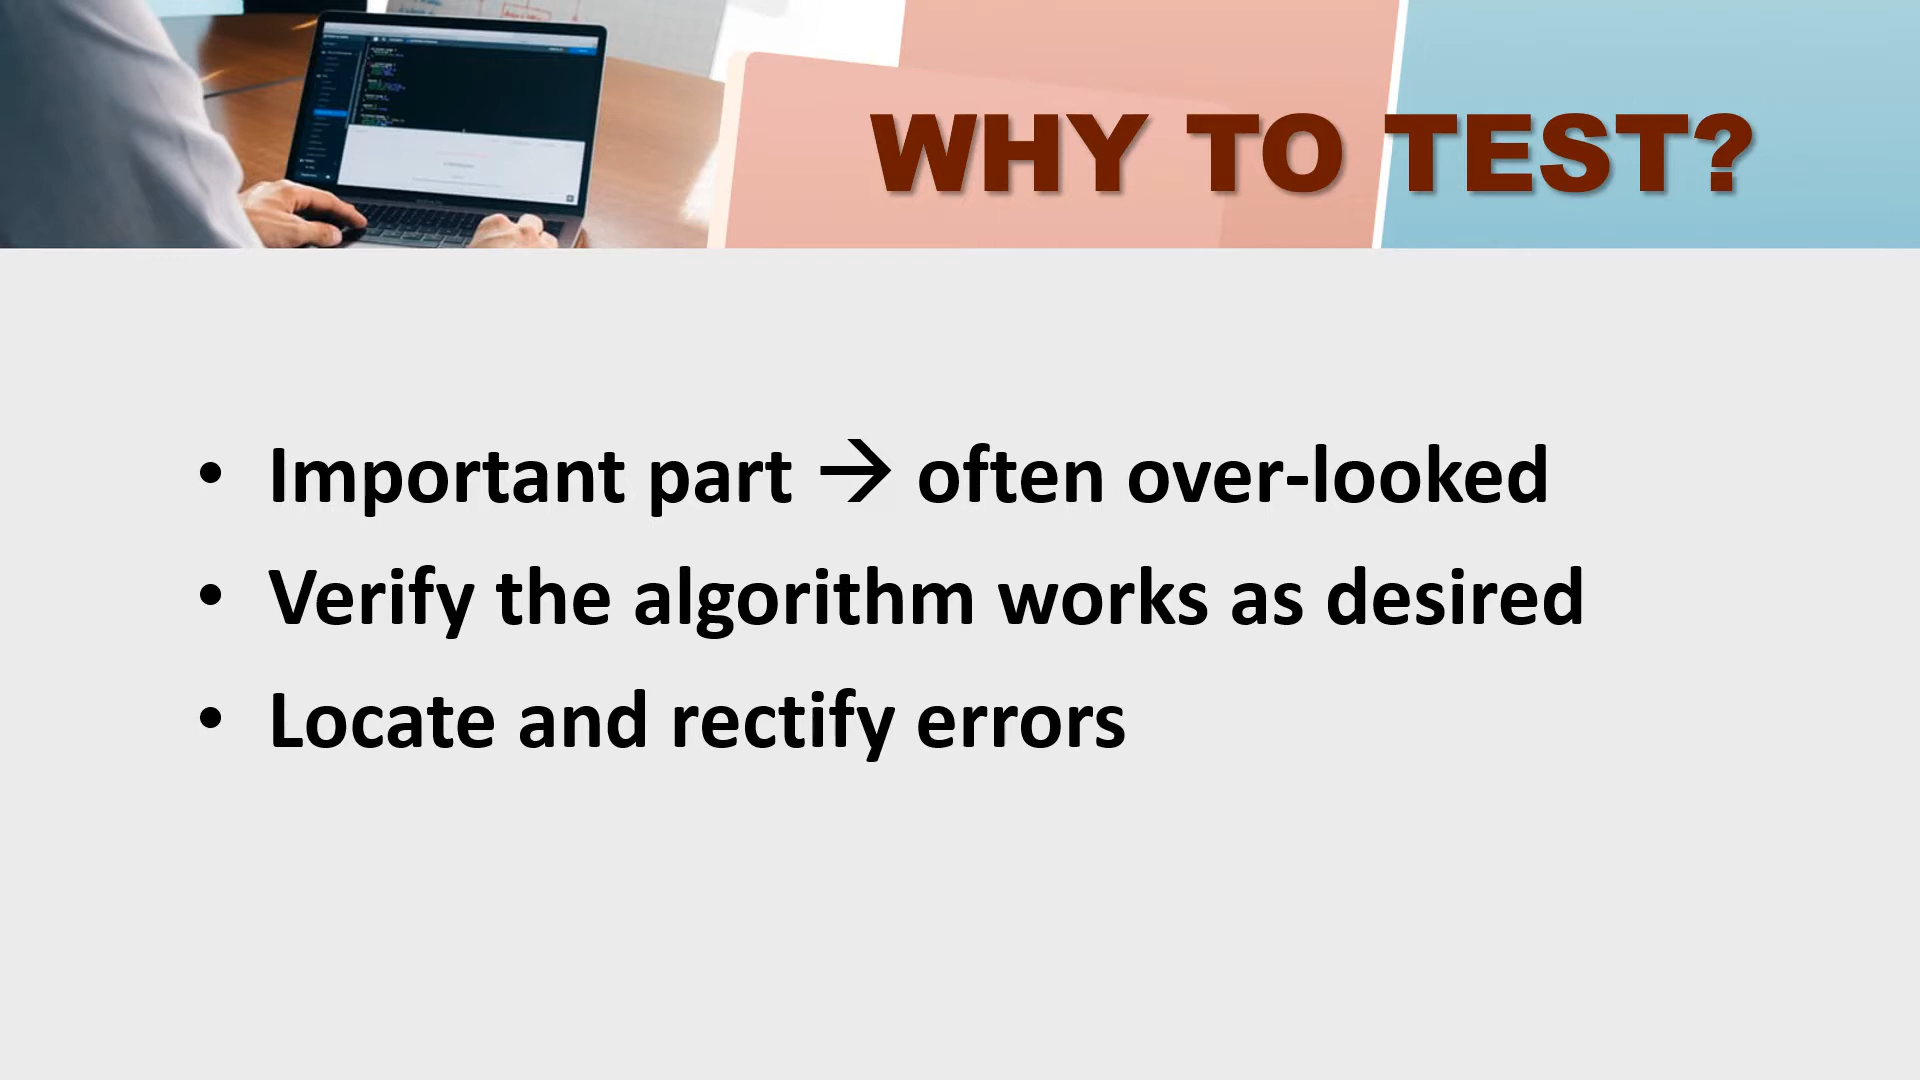 WHY TO TEST?
• Important part → often over-looked
• Verify the algorithm works as desired
• Locate and rectify errors